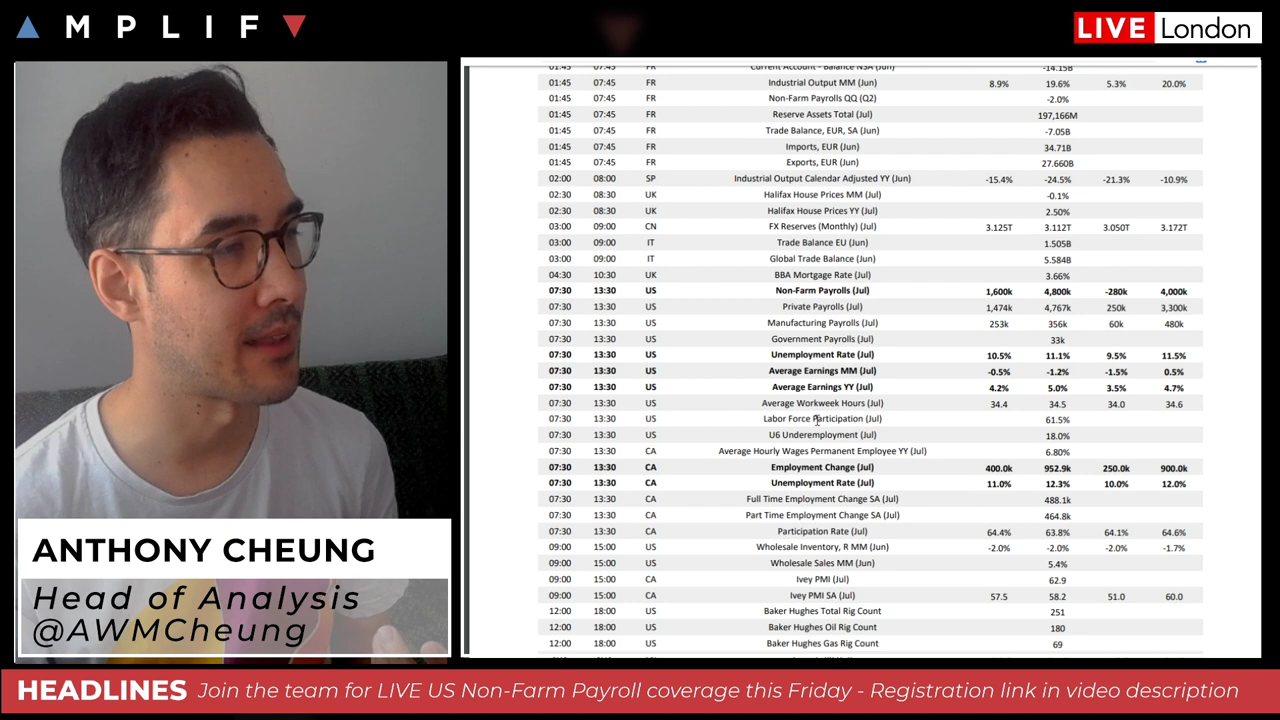 AMPLIFY
LIVE London
01:45 07:45 FR Current Account - Balance NSA (Jun) -14.15B
01:45 07:45 FR Industrial Output MM (Jun) 8.9% 19.6% 5.3% 20.0%
01:45 07:45 FR Non-Farm Payrolls QQ (Q2) -2.0%
01:45 07:45 FR Reserve Assets Total (Jul) 197,166M
01:45 07:45 FR Trade Balance, EUR, SA (Jun) -7.05B
01:45 07:45 FR Imports, EUR (Jun) 34.71B
01:45 07:45 FR Exports, EUR (Jun) 27.660B
02:00 08:00 SP Industrial Output Calendar Adjusted YY (Jun) -15.4% -24.5% -21.3% -10.9%
02:30 08:30 UK Halifax House Prices MM (Jul) -0.1%
02:30 08:30 UK Halifax House Prices YY (Jul) 2.50%
03:00 09:00 CN FX Reserves (Monthly) (Jul) 3.125T 3.112T 3.050T 3.172T
03:00 09:00 IT Trade Balance EU (Jun) 1.505B
03:00 09:00 IT Global Trade Balance (Jun) 5.584B
04:30 10:30 UK BBA Mortgage Rate (Jul) 3.66%
07:30 13:30 US Non-Farm Payrolls (Jul) 1,600k 4,800k -280k 4,000k
07:30 13:30 US Private Payrolls (Jul) 1,474k 4,767k 250k 3,300k
07:30 13:30 US Manufacturing Payrolls (Jul) 253k 356k 60k 480k
07:30 13:30 US Government Payrolls (Jul) 33k
07:30 13:30 US Unemployment Rate (Jul) 10.5% 11.1% 9.5% 11.5%
07:30 13:30 US Average Earnings MM (Jul) -0.5% -1.2% -1.5% 0.5%
07:30 13:30 US Average Earnings YY (Jul) 4.2% 5.0% 3.5% 4.7%
07:30 13:30 US Average Workweek Hours (Jul) 34.4 34.5 34.0 34.6
07:30 13:30 US Labor Force Participation (Jul) 61.5%
07:30 13:30 US U6 Underemployment (Jul) 18.0%
07:30 13:30 CA Average Hourly Wages Permanent Employee YY (Jul) 6.80%
07:30 13:30 CA Employment Change (Jul) 400.0k 952.9k 250.0k 900.0k
07:30 13:30 CA Unemployment Rate (Jul) 11.0% 12.3% 10.0% 12.0%
07:30 13:30 CA Full Time Employment Change SA (Jul) 488.1k
07:30 13:30 CA Part Time Employment Change SA (Jul) 464.8k
07:30 13:30 CA Participation Rate (Jul) 64.4% 63.8% 64.1% 64.6%
09:00 15:00 US Wholesale Inventory, R MM (Jun) -2.0% -2.0% -2.0% -1.7%
09:00 15:00 US Wholesale Sales MM (Jun) 5.4%
09:00 15:00 CA Ivey PMI (Jul) 62.9
09:00 15:00 CA Ivey PMI SA (Jul) 57.5 58.2 51.0 60.0
12:00 18:00 US Baker Hughes Total Rig Count 251
12:00 18:00 US Baker Hughes Oil Rig Count 180
12:00 18:00 US Baker Hughes Gas Rig Count 69
ANTHONY CHEUNG
Head of Analysis
@AWMCheung
HEADLINES Join the team for LIVE US Non-Farm Payroll coverage this Friday - Registration link in video description